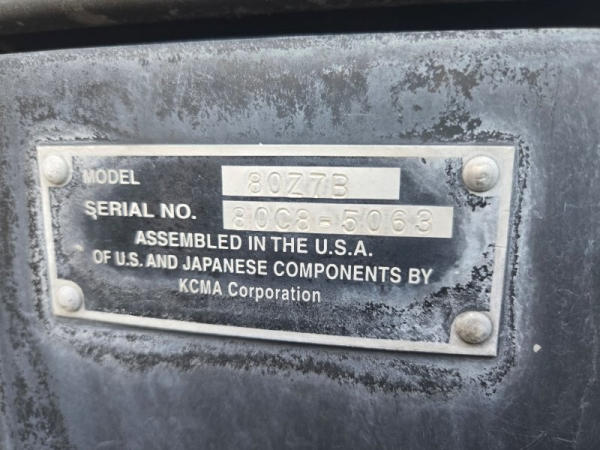 MODEL 80Z7B
SERIAL NO. 80C8-5063
ASSEMBLED IN THE U.S.A.
OF U.S. AND JAPANESE COMPONENTS BY
KCMA Corporation